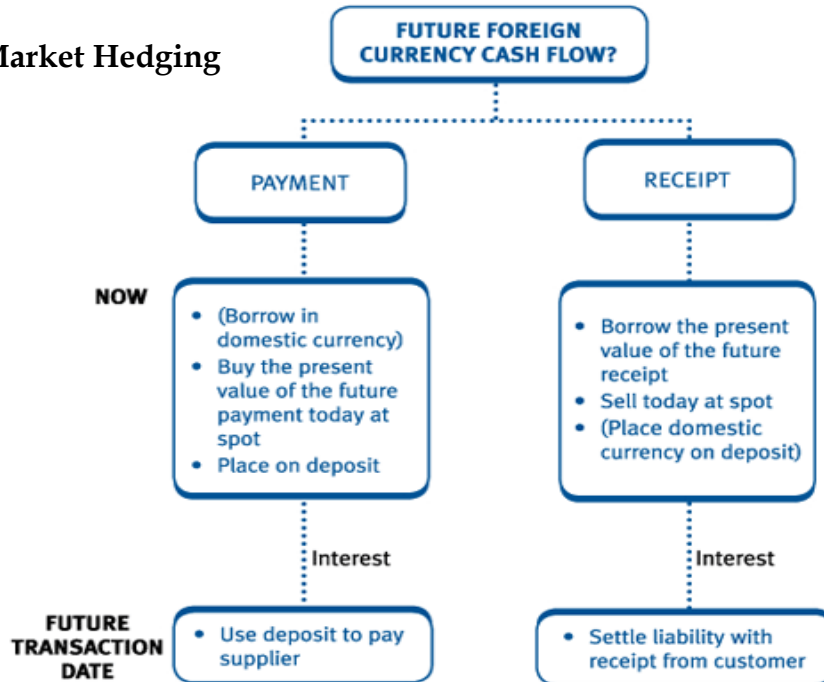 Market Hedging
FUTURE FOREIGN
CURRENCY CASH FLOW?
PAYMENT
RECEIPT
NOW
• (Borrow in
domestic currency)
• Buy the present
value of the future
payment today at
spot
• Place on deposit
• Borrow the present
value of the future
receipt
• Sell today at spot
• (Place domestic
currency on deposit)
Interest
Interest
FUTURE
TRANSACTION
DATE
• Use deposit to pay
supplier
• Settle liability with
receipt from customer